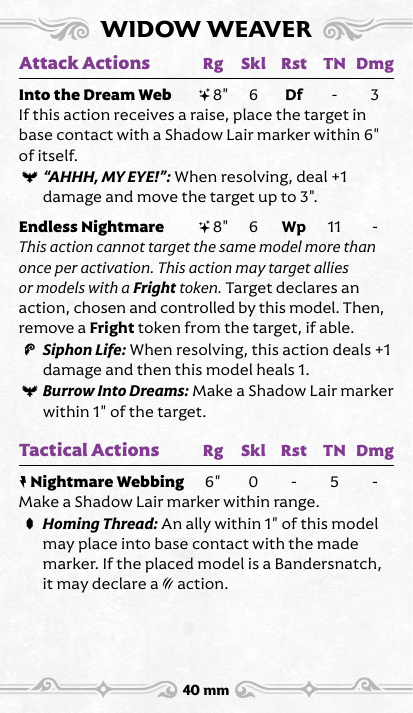 WIDOW WEAVER
Attack Actions Rg Skl Rst TN Dmg
Into the Dream Web 8" 6 Df - 3
If this action receives a raise, place the target in
base contact with a Shadow Lair marker within 6"
of itself.
"AHHH, MY EYE!": When resolving, deal +1
damage and move the target up to 3".
Endless Nightmare 8" 6 Wp 11 -
This action cannot target the same model more than
once per activation. This action may target allies
or models with a Fright token. Target declares an
action, chosen and controlled by this model. Then,
remove a Fright token from the target, if able.
Siphon Life: When resolving, this action deals +1
damage and then this model heals 1.
Burrow Into Dreams: Make a Shadow Lair marker
within 1" of the target.
Tactical Actions Rg Skl Rst TN Dmg
Nightmare Webbing 6" 0 - 5 -
Make a Shadow Lair marker within range.
Homing Thread: An ally within 1" of this model
may place into base contact with the made
marker. If the placed model is a Bandersnatch,
it may declare a action.
40 mm